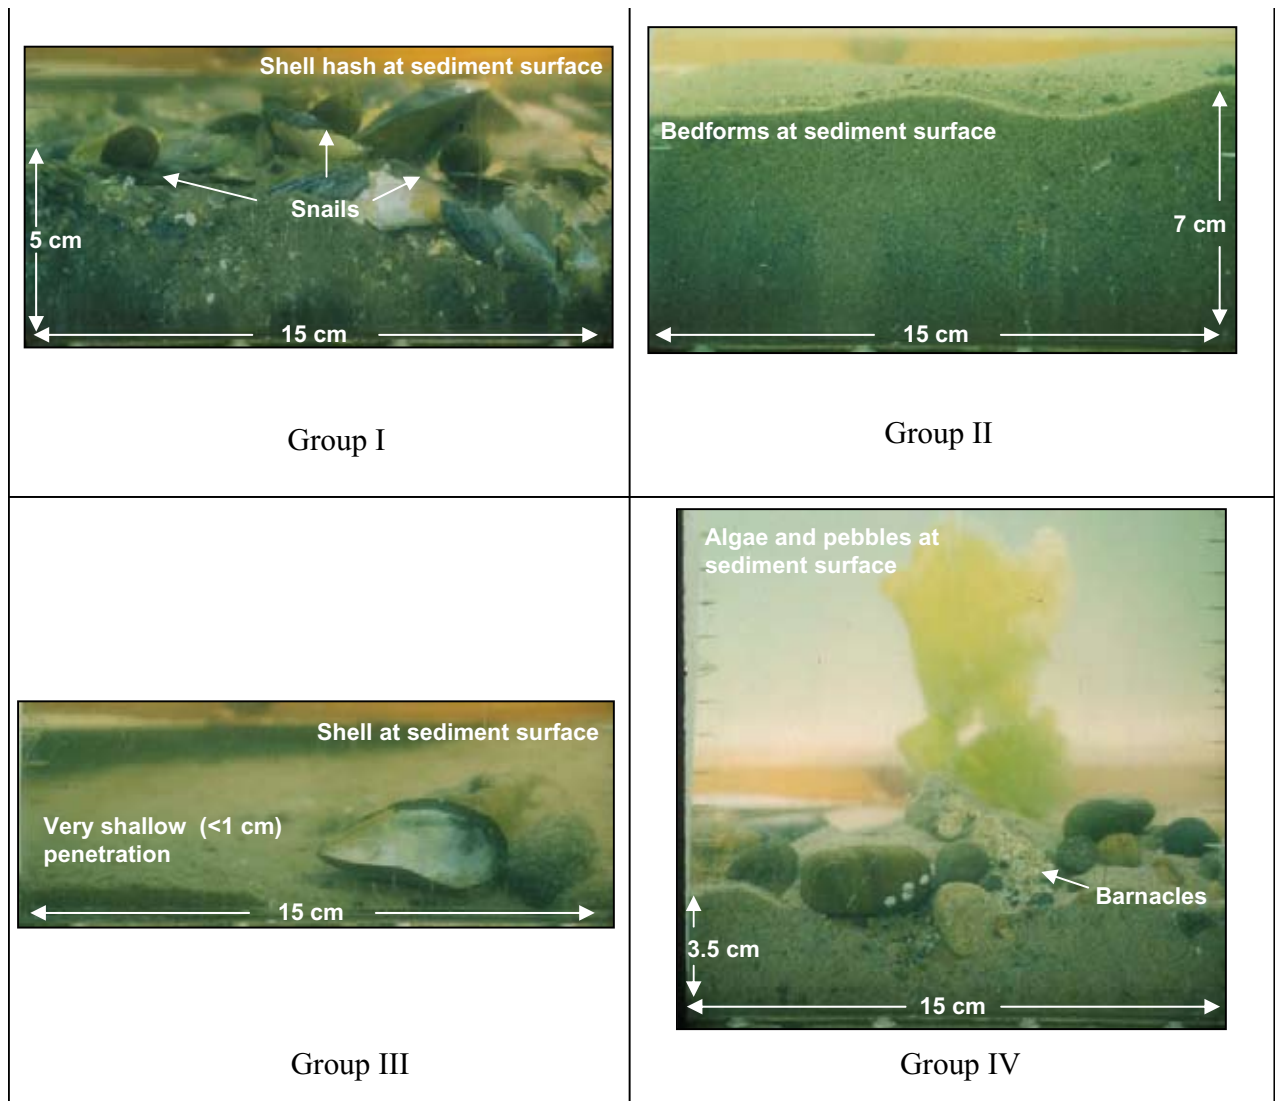 Shell hash at sediment surface
Snails
5 cm
15 cm
Group I
Bedforms at sediment surface
7 cm
15 cm
Group II
Shell at sediment surface
Very shallow (<1 cm)
penetration
15 cm
Group III
Algae and pebbles at
sediment surface
Barnacles
3.5 cm
15 cm
Group IV